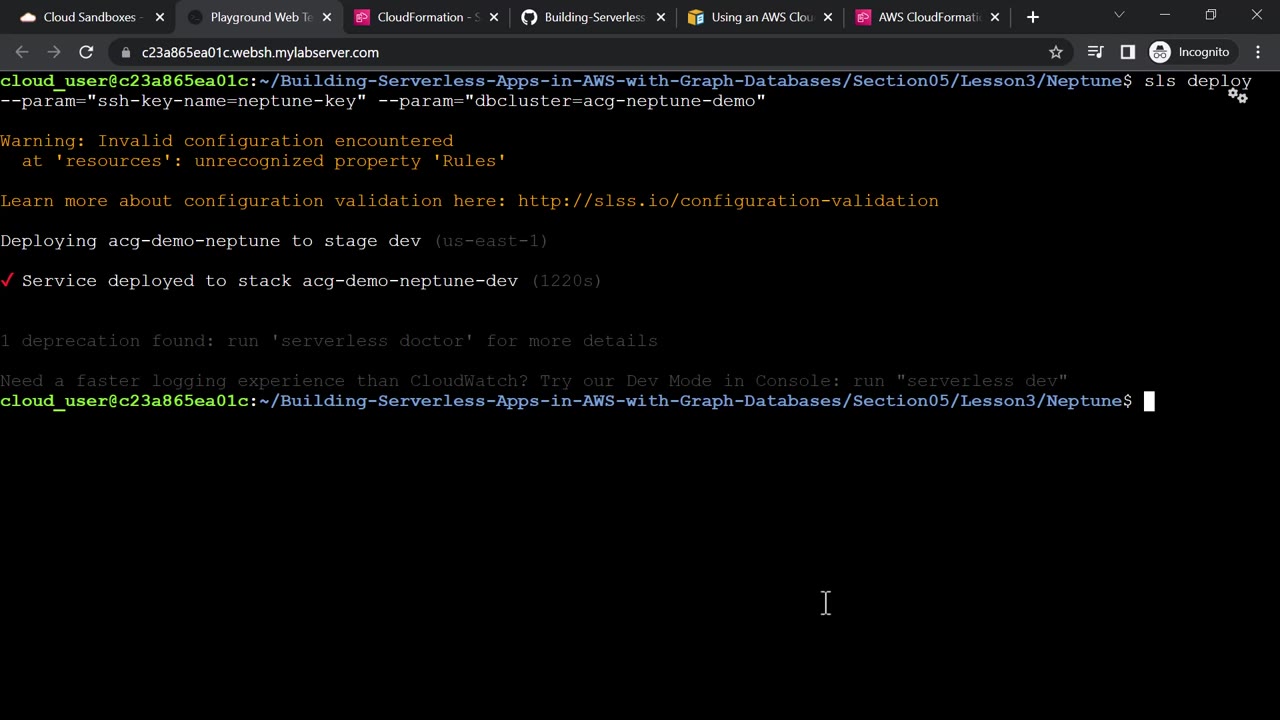 Cloud Sandboxes -
Playground Web Te
CloudFormation - S
Building-Serverless
Using an AWS Clou
AWS CloudFormati
c23a865ea01c.websh.mylabserver.com
Incognito
cloud_user@c23a865ea01c:~/Building-Serverless-Apps-in-AWS-with-Graph-Databases/Section05/Lesson3/Neptune$ sls deploy
--param="ssh-key-name=neptune-key" --param="dbcluster=acg-neptune-demo"
Warning: Invalid configuration encountered
at 'resources': unrecognized property 'Rules'
Learn more about configuration validation here: http://slss.io/configuration-validation
Deploying acg-demo-neptune to stage dev (us-east-1)
✓ Service deployed to stack acg-demo-neptune-dev (1220s)
1 deprecation found: run 'serverless doctor' for more details
Need a faster logging experience than CloudWatch? Try our Dev Mode in Console: run "serverless dev"
cloud_user@c23a865ea01c:~/Building-Serverless-Apps-in-AWS-with-Graph-Databases/Section05/Lesson3/Neptune$